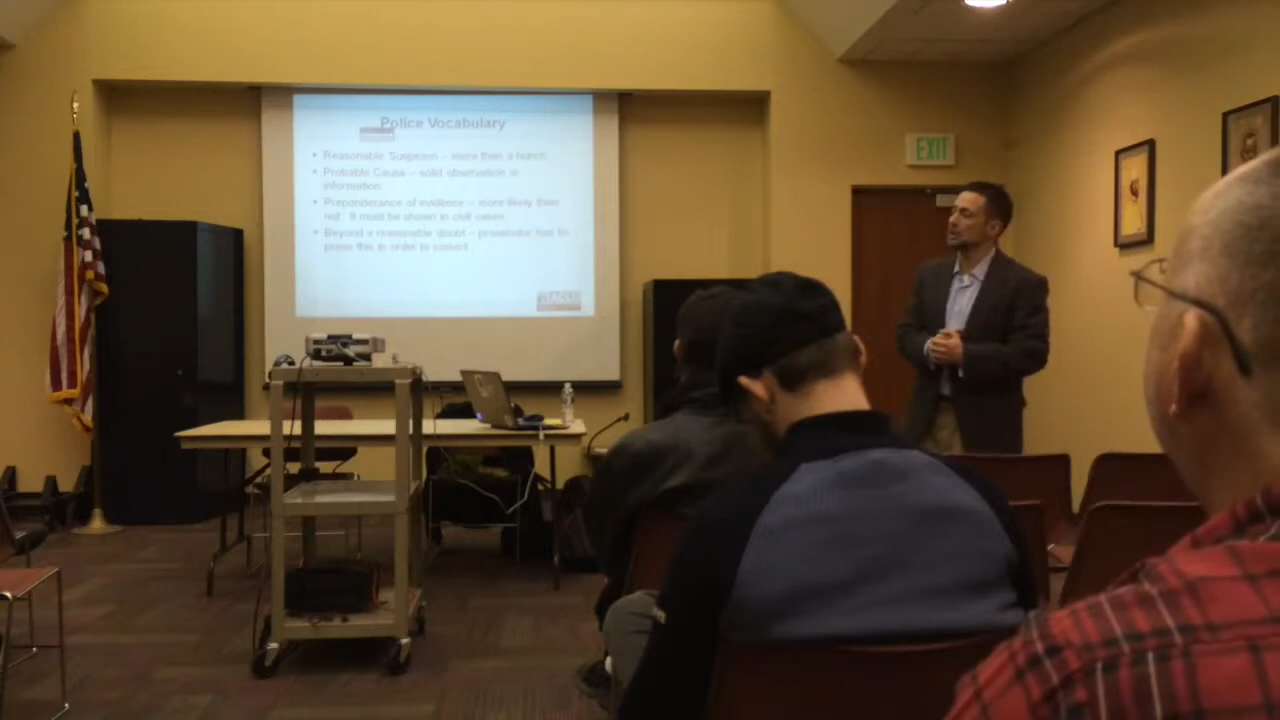 Police Vocabulary
• Reasonable Suspicion – more than a hunch.
• Probable Cause – solid observation or
information.
• Preponderance of evidence – more likely than
not. It must be shown in civil cases.
• Beyond a reasonable doubt – prosecutor has to
prove this in order to convict.
ACLU
EXIT